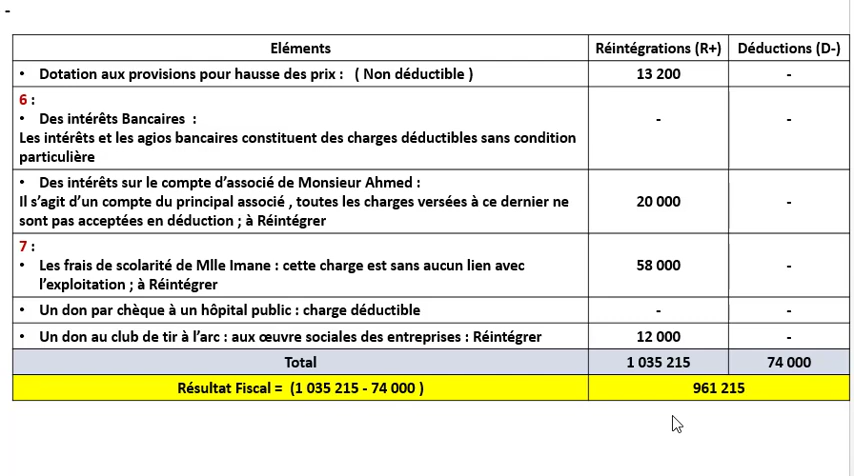 -
Eléments Réintégrations (R+) Déductions (D-)
• Dotation aux provisions pour hausse des prix : ( Non déductible ) 13 200 -
6 :
• Des intérêts Bancaires :
Les intérêts et les agios bancaires constituent des charges déductibles sans condition - -
particulière
• Des intérêts sur le compte d'associé de Monsieur Ahmed :
Il s'agit d'un compte du principal associé , toutes les charges versées à ce dernier ne 20 000 -
sont pas acceptées en déduction ; à Réintégrer
7 :
• Les frais de scolarité de Mlle Imane : cette charge est sans aucun lien avec 58 000 -
l'exploitation ; à Réintégrer
• Un don par chèque à un hôpital public : charge déductible - -
• Un don au club de tir à l'arc : aux œuvre sociales des entreprises : Réintégrer 12 000 -
Total 1 035 215 74 000
Résultat Fiscal = (1 035 215 - 74 000 ) 961 215